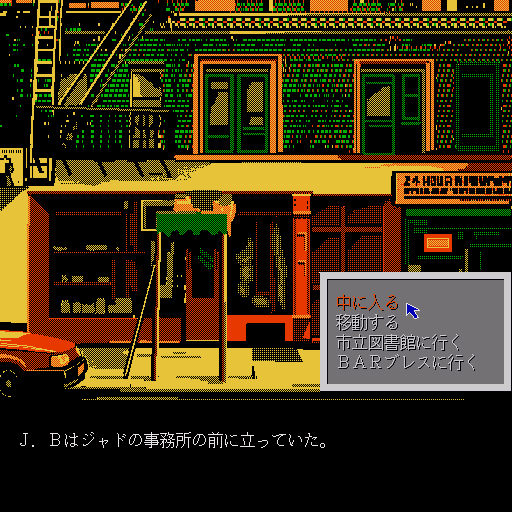 24 HOUR
中に入る
移動する
市立図書館に行く
ＢＡＲブレスに行く
Ｊ．Ｂはジャドの事務所の前に立っていた。